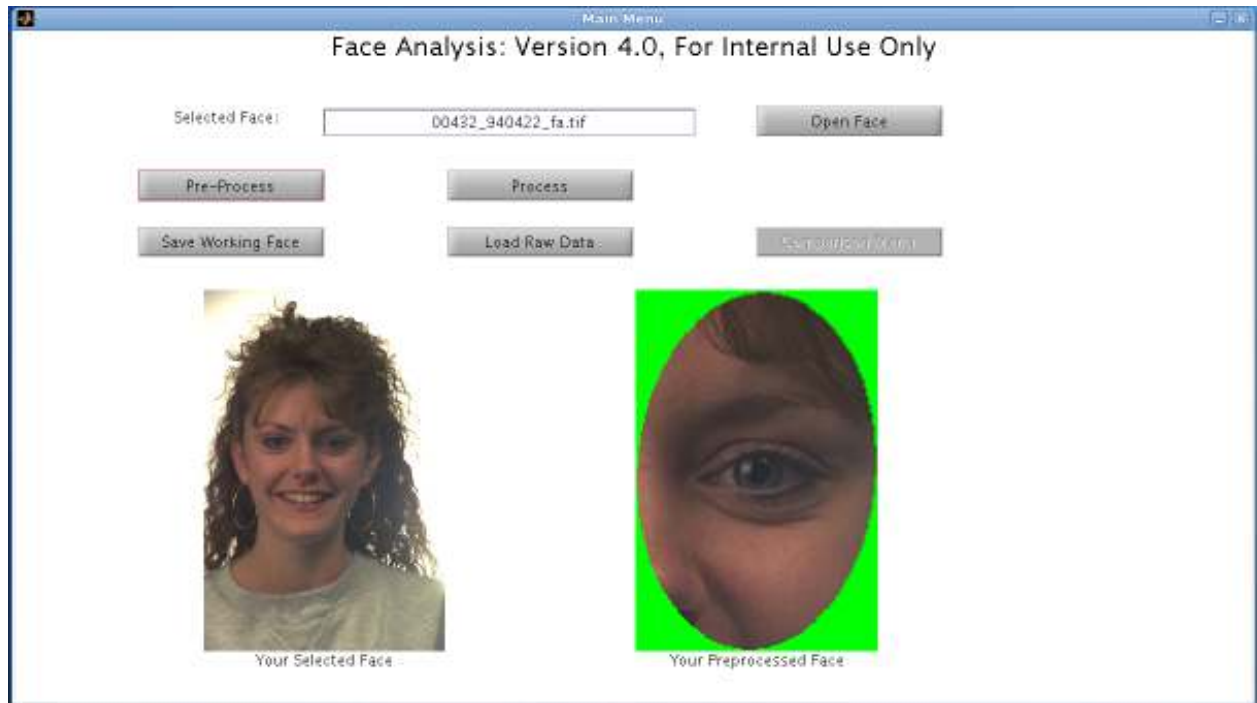 Main Menu
Face Analysis: Version 4.0, For Internal Use Only
Selected Face:
00432_940422_fa.tif
Open Face
Pre-Process
Process
Save Working Face
Load Raw Data
Your Selected Face
Your Preprocessed Face